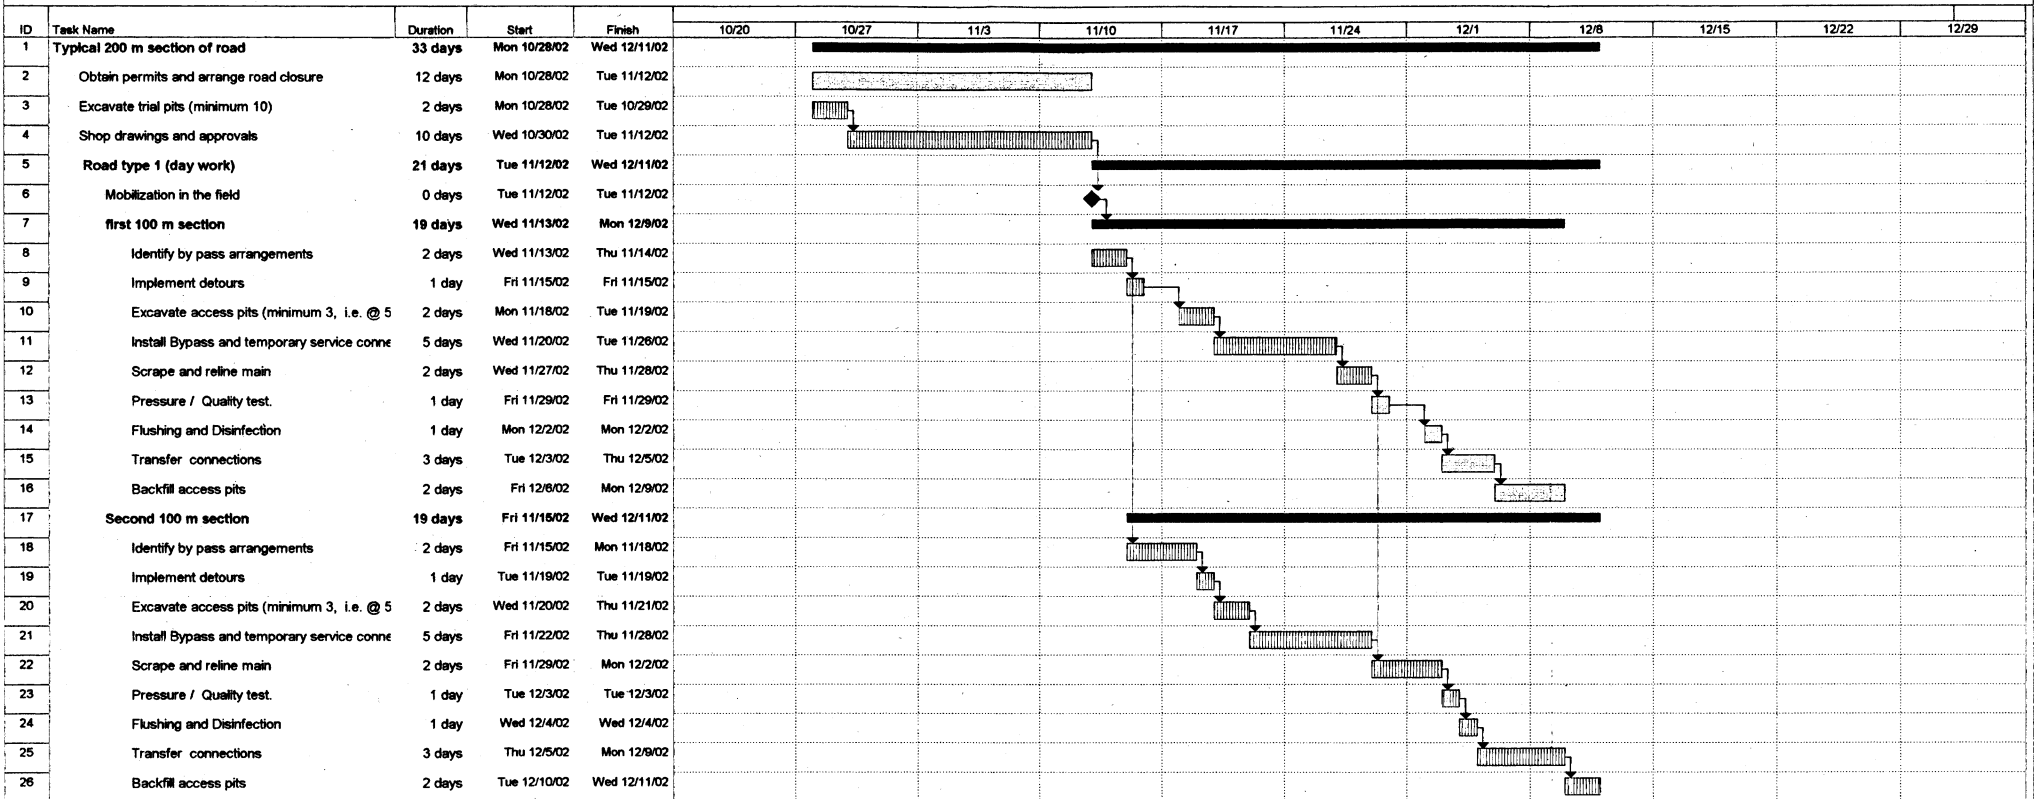 ID Task Name Duration Start Finish 10/20 10/27 11/3 11/10 11/17 11/24 12/1 12/8 12/15 12/22 12/29
1 Typical 200 m section of road 33 days Mon 10/28/02 Wed 12/11/02
2 Obtain permits and arrange road closure 12 days Mon 10/28/02 Tue 11/12/02
3 Excavate trial pits (minimum 10) 2 days Mon 10/28/02 Tue 10/29/02
4 Shop drawings and approvals 10 days Wed 10/30/02 Tue 11/12/02
5 Road type 1 (day work) 21 days Tue 11/12/02 Wed 12/11/02
6 Mobilization in the field 0 days Tue 11/12/02 Tue 11/12/02
7 first 100 m section 19 days Wed 11/13/02 Mon 12/9/02
8 Identify by pass arrangements 2 days Wed 11/13/02 Thu 11/14/02
9 Implement detours 1 day Fri 11/15/02 Fri 11/15/02
10 Excavate access pits (minimum 3, i.e. @ 5 2 days Mon 11/18/02 Tue 11/19/02
11 Install Bypass and temporary service conne 5 days Wed 11/20/02 Tue 11/26/02
12 Scrape and reline main 2 days Wed 11/27/02 Thu 11/28/02
13 Pressure / Quality test. 1 day Fri 11/29/02 Fri 11/29/02
14 Flushing and Disinfection 1 day Mon 12/2/02 Mon 12/2/02
15 Transfer connections 3 days Tue 12/3/02 Thu 12/5/02
16 Backfill access pits 2 days Fri 12/6/02 Mon 12/9/02
17 Second 100 m section 19 days Fri 11/15/02 Wed 12/11/02
18 Identify by pass arrangements 2 days Fri 11/15/02 Mon 11/18/02
19 Implement detours 1 day Tue 11/19/02 Tue 11/19/02
20 Excavate access pits (minimum 3, i.e. @ 5 2 days Wed 11/20/02 Thu 11/21/02
21 Install Bypass and temporary service conne 5 days Fri 11/22/02 Thu 11/28/02
22 Scrape and reline main 2 days Fri 11/29/02 Mon 12/2/02
23 Pressure / Quality test. 1 day Tue 12/3/02 Tue 12/3/02
24 Flushing and Disinfection 1 day Wed 12/4/02 Wed 12/4/02
25 Transfer connections 3 days Thu 12/5/02 Mon 12/9/02
26 Backfill access pits 2 days Tue 12/10/02 Wed 12/11/02